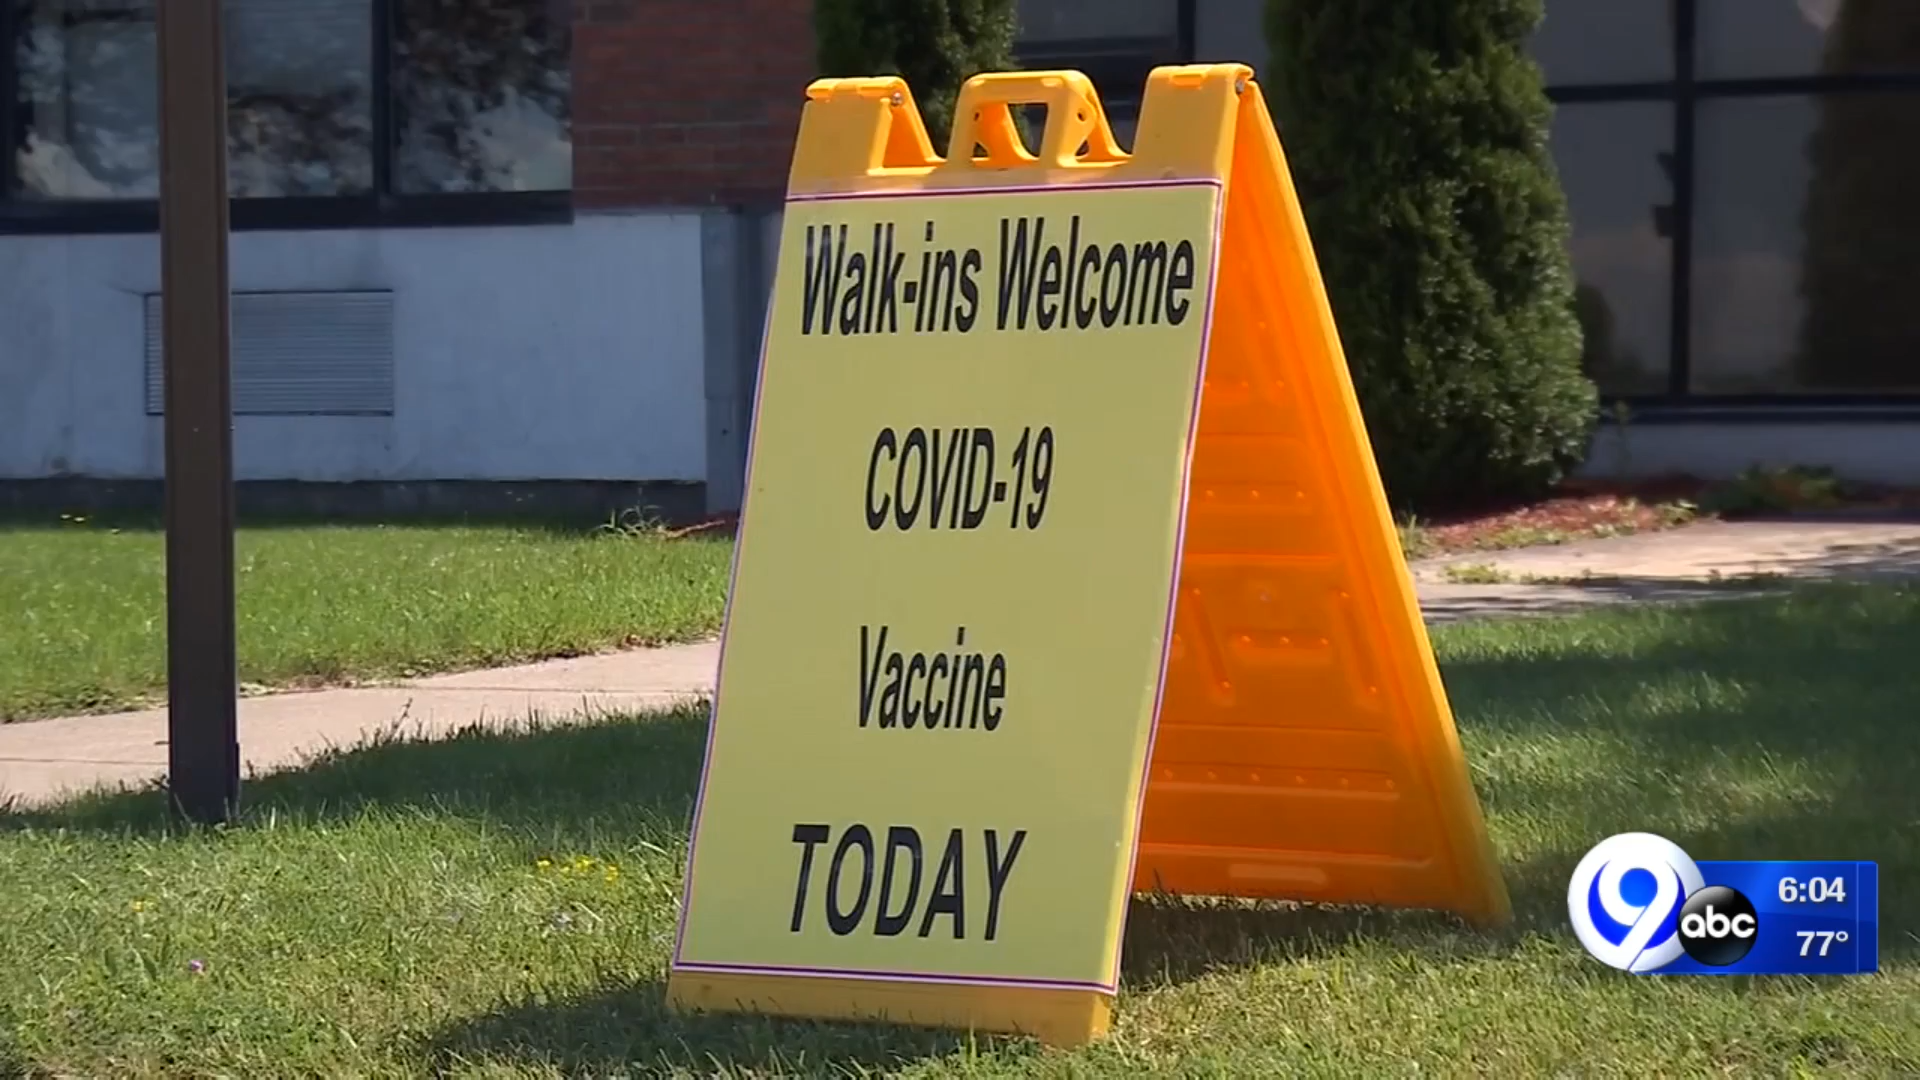 Walk-ins Welcome
COVID-19
Vaccine
TODAY
9
abc
6:04
77°